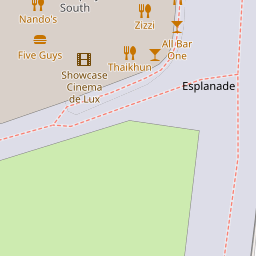 South
Nando's
Zizzi
Five Guys
All Bar
One
Showcase
Cinema
de Lux
Thaikhun
Esplanade